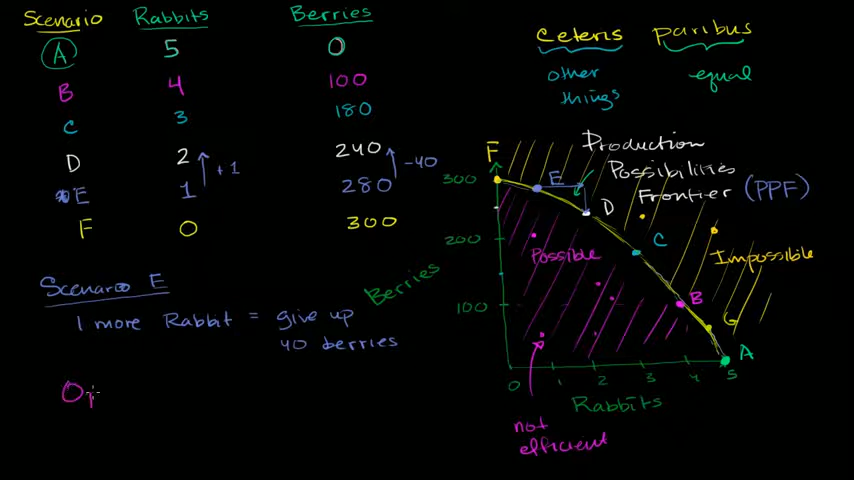 Scenario Rabbits Berries
A 5 0
B 4 100
C 3 180
D 2 240
+1 -40
E 1 280
F 0 300
Scenario E
1 more Rabbit = give up
40 berries
Op
Ceteris paribus
other equal
things
Production
Possibilities
Frontier (PPF)
F
300
E
D
200
C
Possible
Impossible
Berries
100
B
G
A
0 1 2 3 4 5
Rabbits
not
efficient